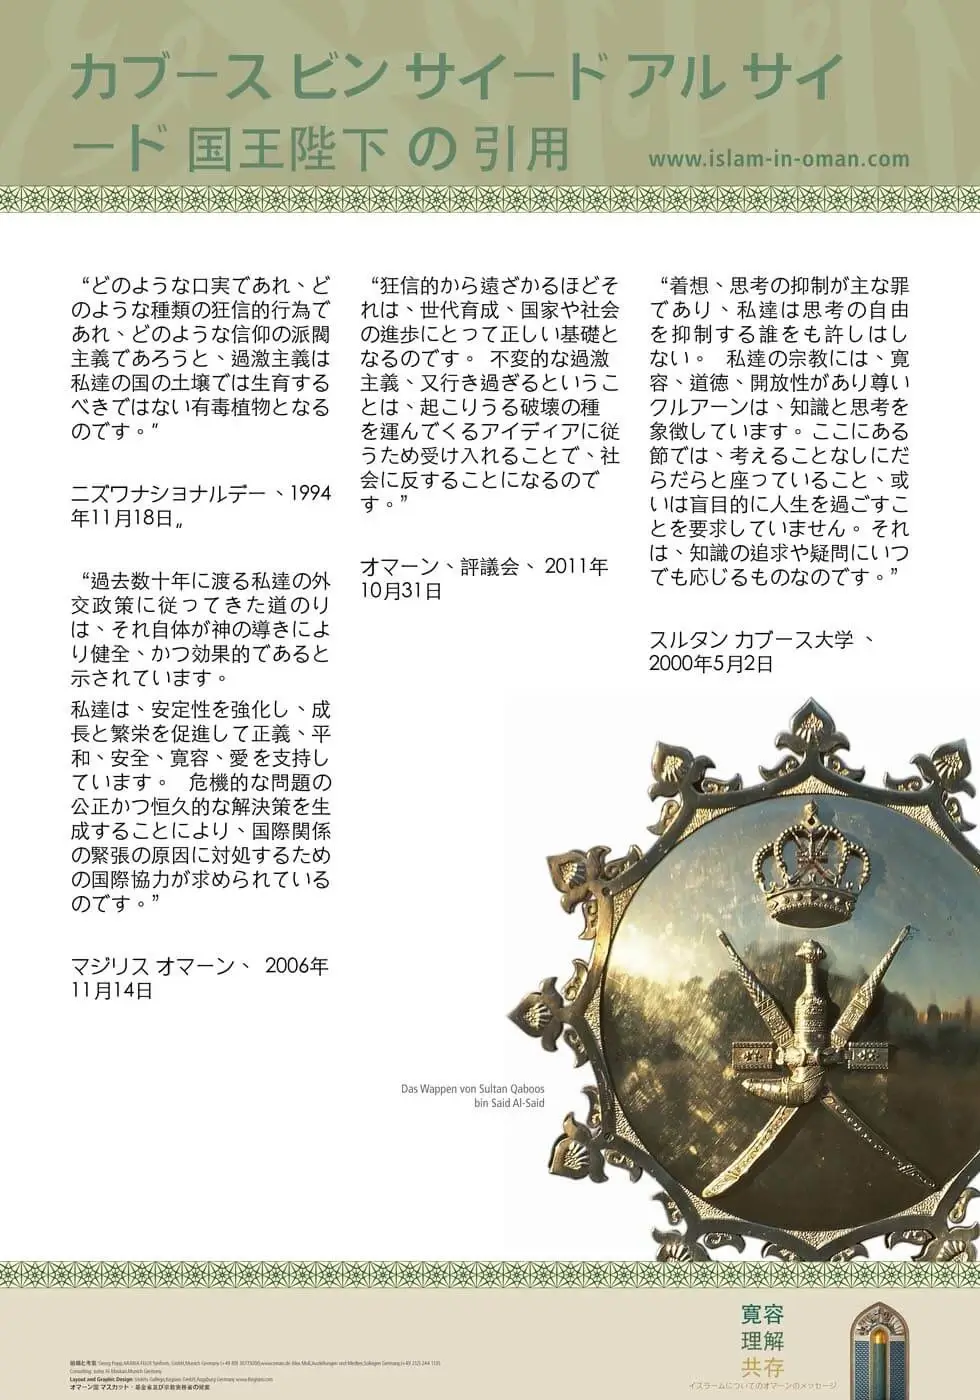 カブース ビン サイード アル サイ
ード 国王陛下 の 引用
www.islam-in-oman.com
“どのような口実であれ、ど
のような種類の狂信的行為で
あれ、どのような信仰の派閥
主義であろうと、過激主義は
私達の国の土壌では生育する
べきではない有毒植物となる
のです。”
ニズワナショナルデー、1994
年11月18日„
“過去数十年に渡る私達の外
交政策に従ってきた道のり
は、それ自体が神の導きによ
り健全、かつ効果的であると
示されています。
私達は、安定性を強化し、成
長と繁栄を促進して正義、平
和、安全、寛容、愛を支持し
ています。 危機的な問題の
公正かつ恒久的な解決策を生
成することにより、国際関係
の緊張の原因に対処するため
の国際協力が求められている
のです。”
マジリス オマーン、 2006年
11月14日
“狂信的から遠ざかるほどそ
れは、世代育成、国家や社会
の進歩にとって正しい基礎と
なるのです。 不変的な過激
主義、又行き過ぎるというこ
とは、起こりうる破壊の種
を運んでくるアイディアに従
うため受け入れることで、社
会に反することになるので
す。”
オマーン、評議会、 2011年
10月31日
“着想、思考の抑制が主な罪
であり、私達は思考の自由
を抑制する誰をも許しはし
ない。 私達の宗教には、寛
容、道徳、開放性があり尊い
クルアーンは、知識と思考を
象徴しています。ここにある
節では、考えることなしにだ
らだらと座っていること、或
いは盲目的に人生を過ごすこ
とを要求していません。それ
は、知識の追求や疑問にいつ
でも応じるものなのです。”
スルタン カブース大学 、
2000年5月2日
Das Wappen von Sultan Qaboos
bin Said Al-Said
寛容
理解
共存
イスラームについてのオマーンのメッセージ